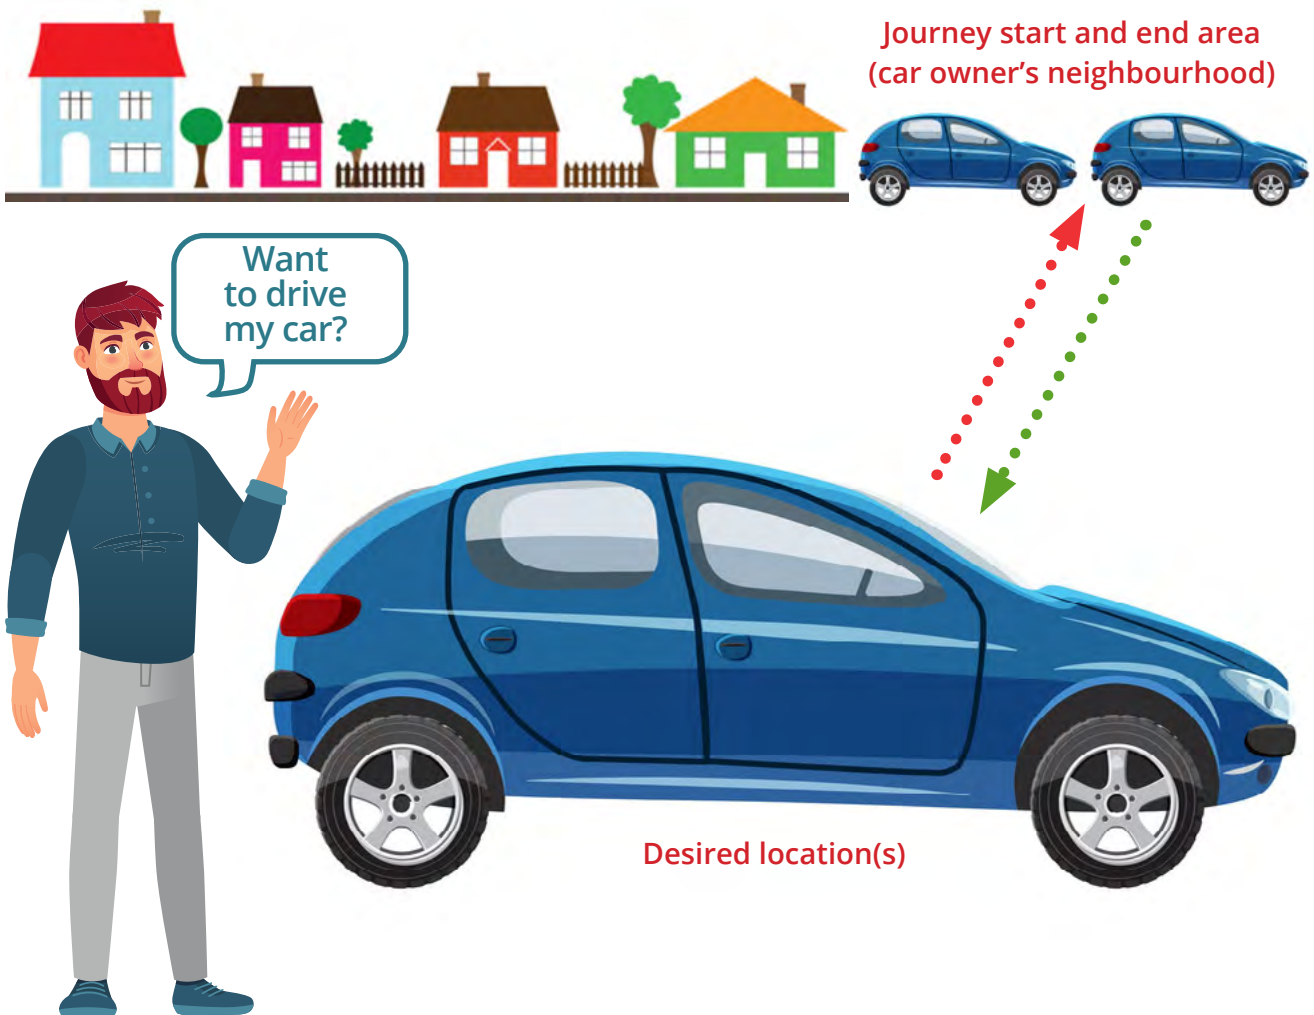 Journey start and end area
(car owner’s neighbourhood)
Want
to drive
my car?
Desired location(s)